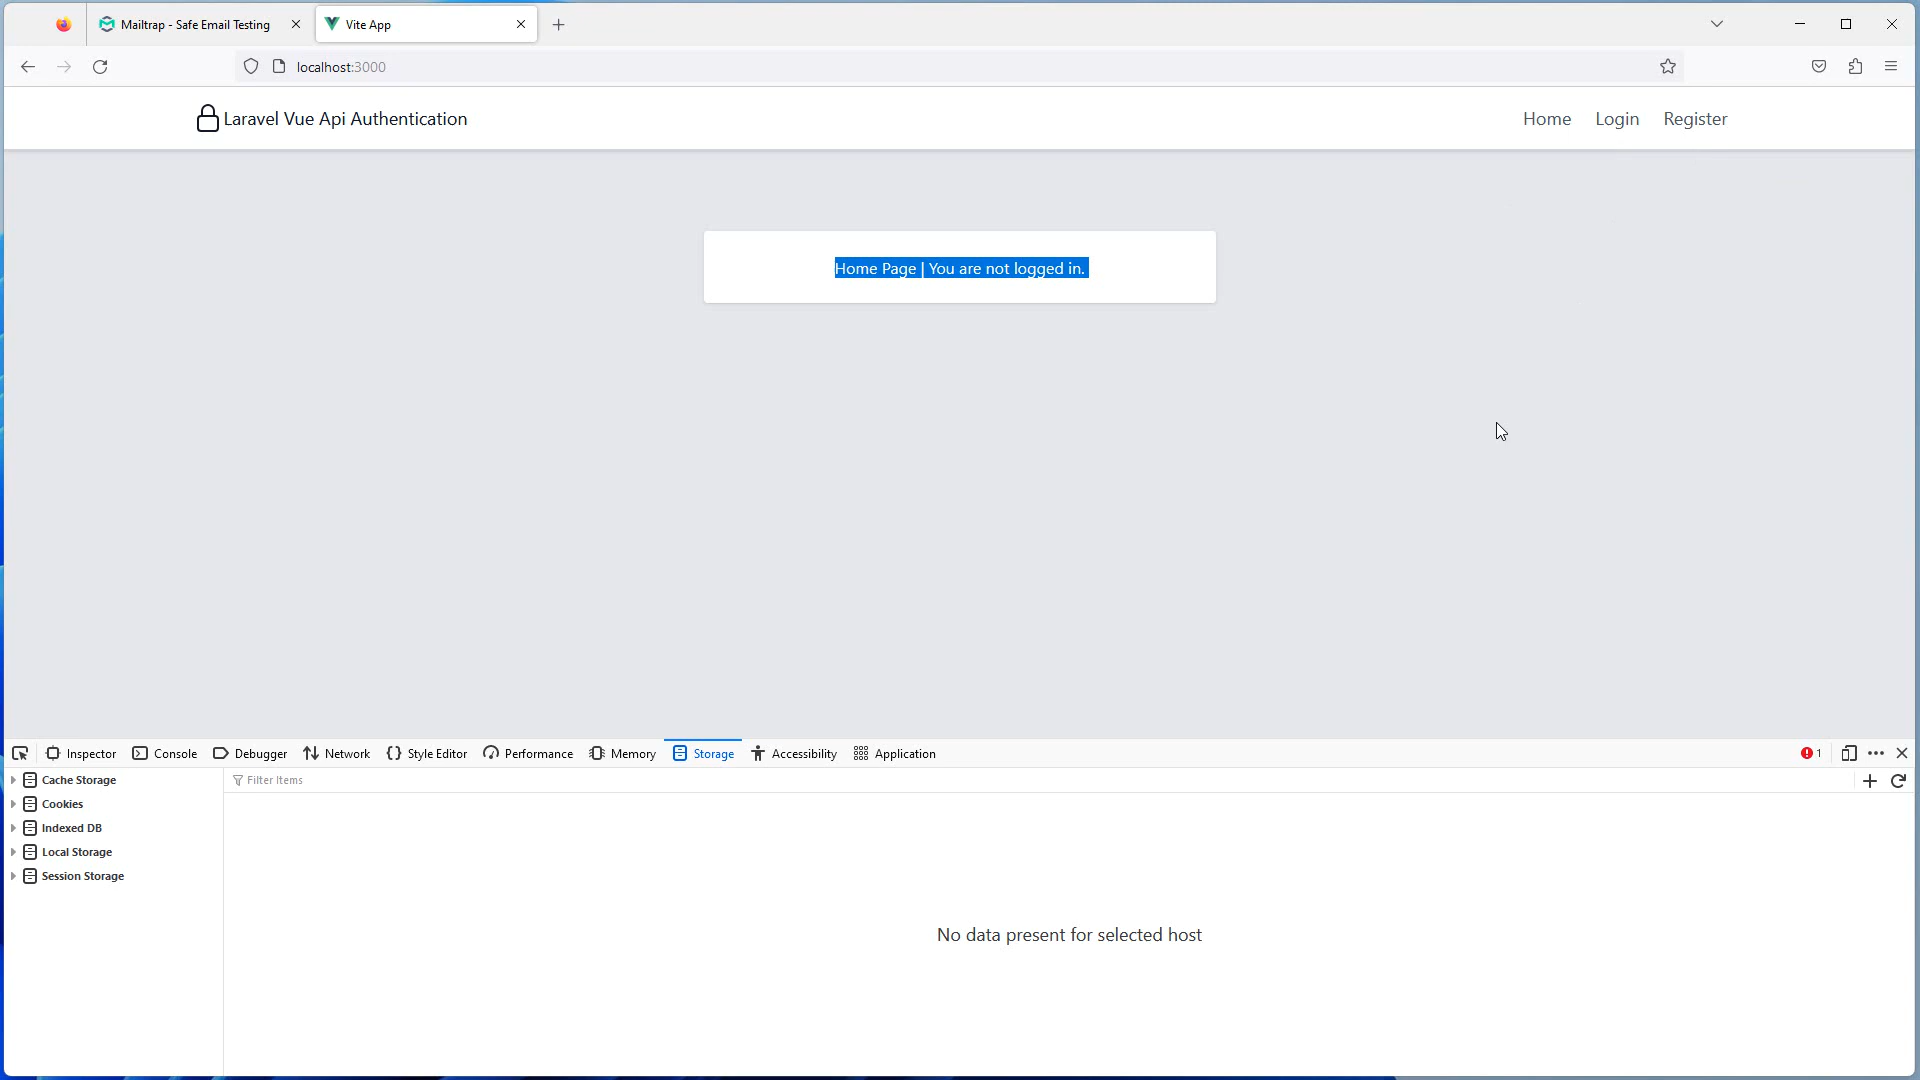 Mailtrap - Safe Email Testing
Vite App
localhost:3000
Laravel Vue Api Authentication
Home Login Register
Home Page | You are not logged in.
Inspector Console Debugger Network Style Editor Performance Memory Storage Accessibility Application 1
Cache Storage
Filter Items
Cookies
Indexed DB
Local Storage
Session Storage
No data present for selected host